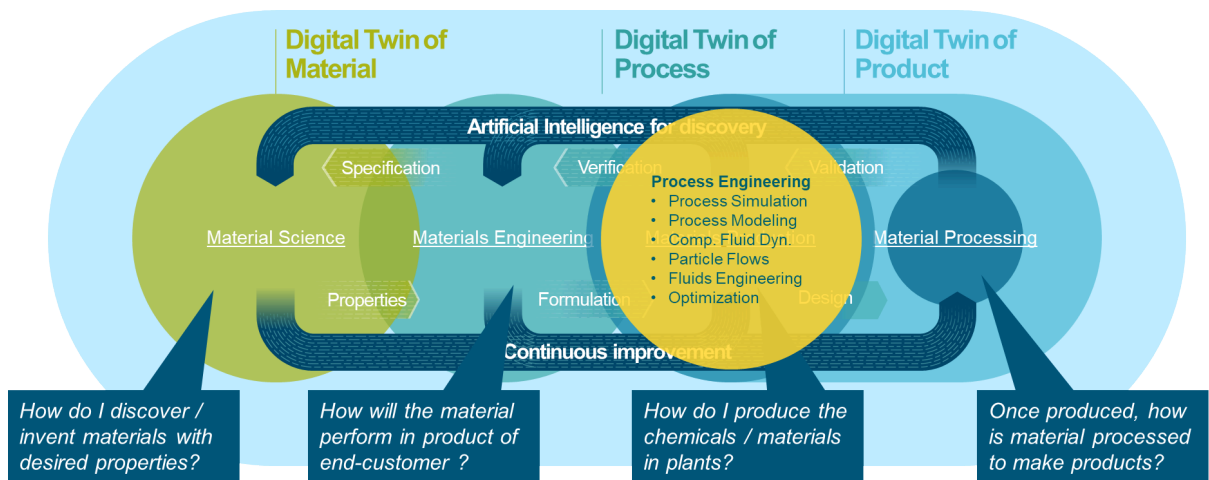 Digital Twin of
Material
Digital Twin of
Process
Digital Twin of
Product
Artificial Intelligence for discovery
Specification
Verification
Validation
Process Engineering
• Process Simulation
• Process Modeling
• Comp. Fluid Dyn.
• Particle Flows
• Fluids Engineering
• Optimization
Material Science
Materials Engineering
Material Processing
Properties
Formulation
Design
Continuous improvement
How do I discover /
invent materials with
desired properties?
How will the material
perform in product of
end-customer ?
How do I produce the
chemicals / materials
in plants?
Once produced, how
is material processed
to make products?